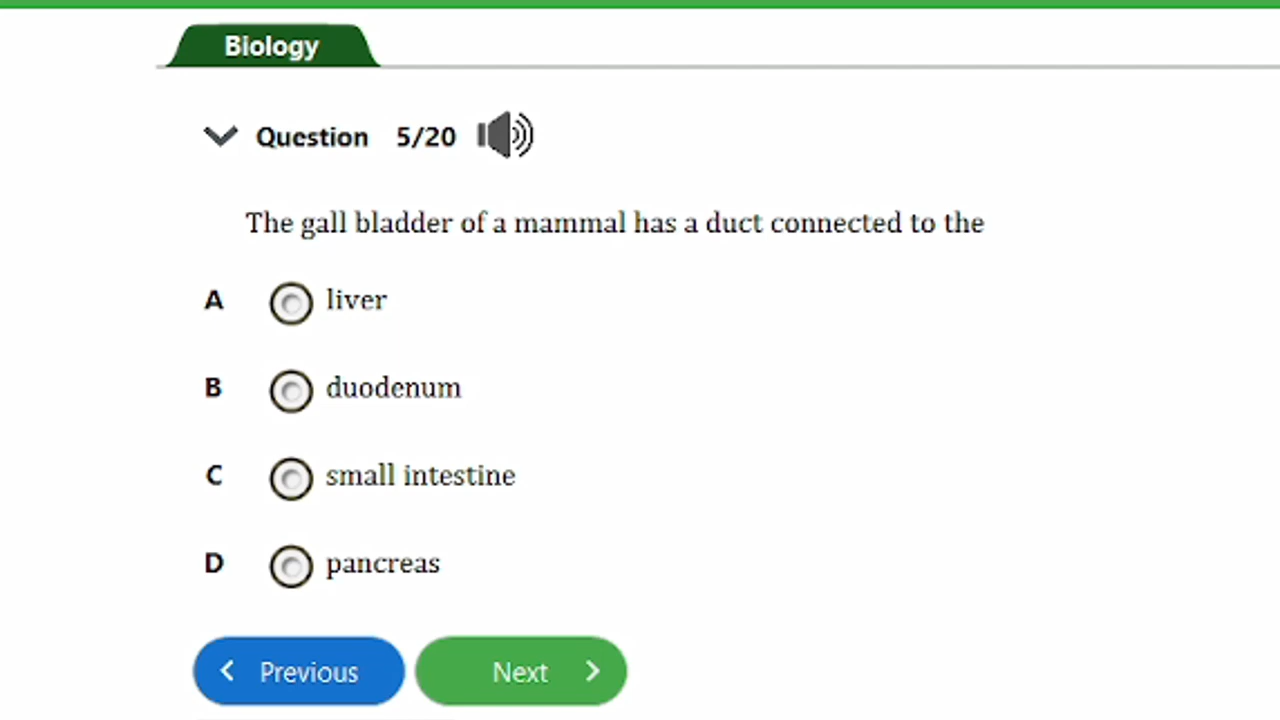 Biology
Question 5/20
The gall bladder of a mammal has a duct connected to the
A liver
B duodenum
C small intestine
D pancreas
Previous Next